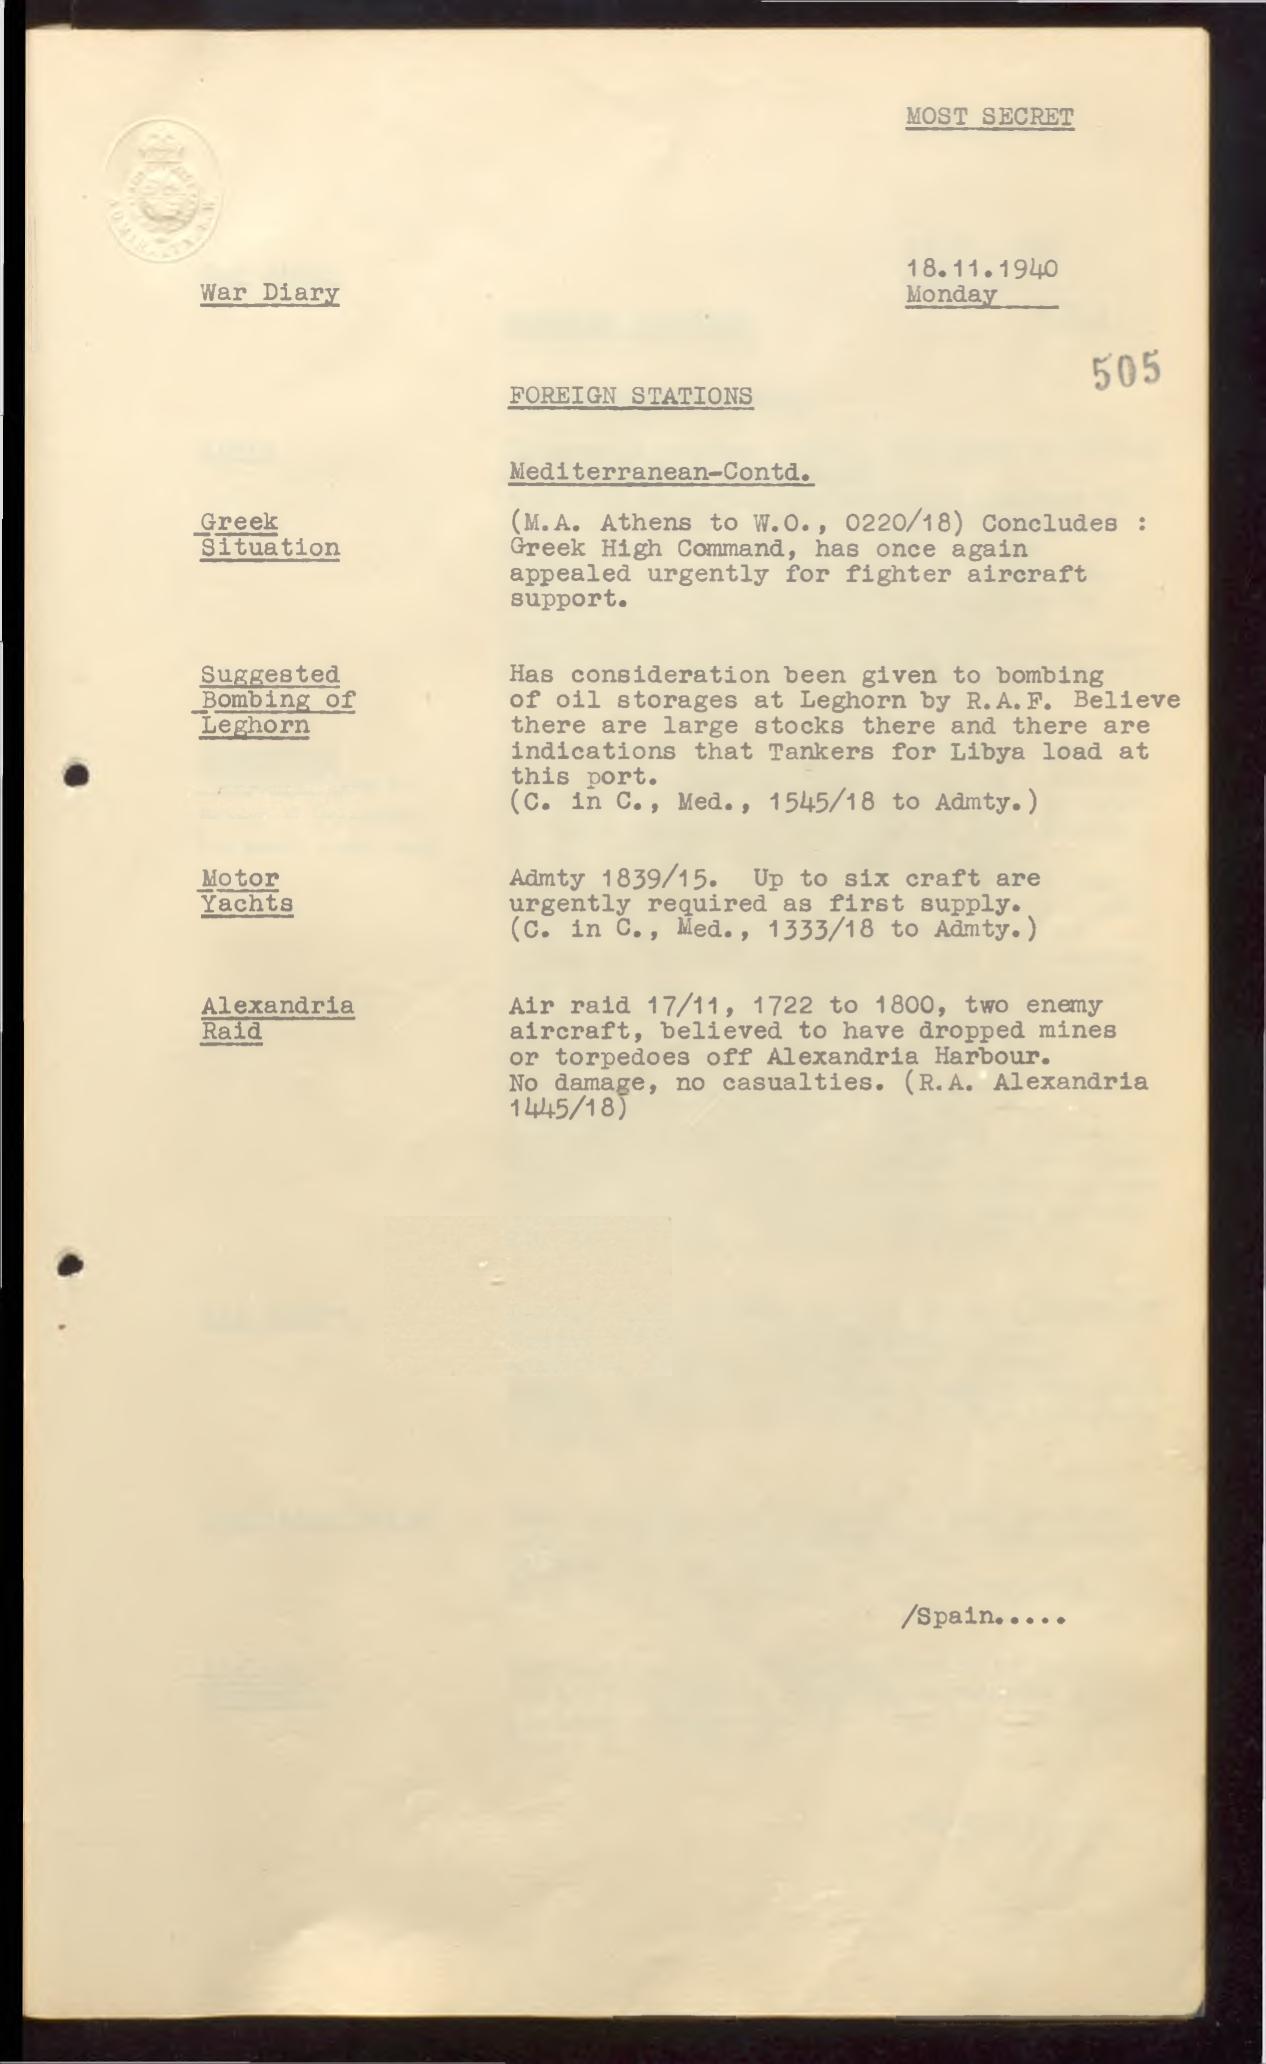 MOST SECRET
18.11.1940
War Diary
Monday
505
FOREIGN STATIONS
Mediterranean-Contd.
Greek
Situation
(M.A. Athens to W.O., 0220/18) Concludes :
Greek High Command, has once again
appealed urgently for fighter aircraft
support.
Suggested
Bombing of
Leghorn
Has consideration been given to bombing
of oil storages at Leghorn by R.A.F. Believe
there are large stocks there and there are
indications that Tankers for Libya load at
this port.
(C. in C., Med., 1545/18 to Admty.)
Motor
Yachts
Admty 1839/15. Up to six craft are
urgently required as first supply.
(C. in C., Med., 1333/18 to Admty.)
Alexandria
Raid
Air raid 17/11, 1722 to 1800, two enemy
aircraft, believed to have dropped mines
or torpedoes off Alexandria Harbour.
No damage, no casualties. (R.A. Alexandria
1445/18)
/Spain.....